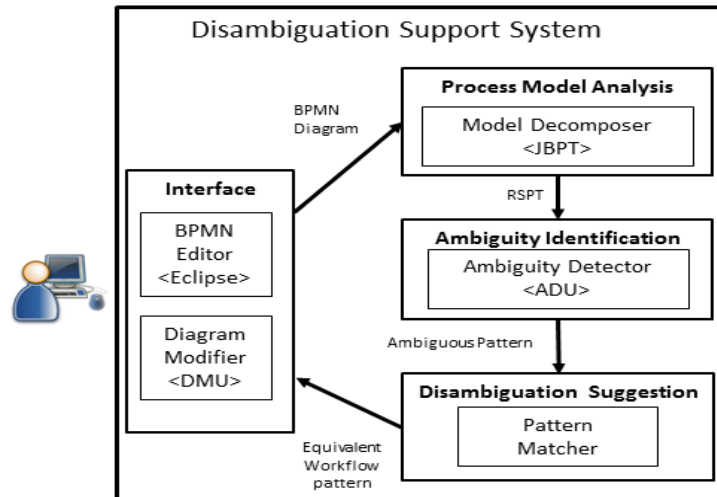 Disambiguation Support System
Process Model Analysis
Model Decomposer
<JBPT>
BPMN
Diagram
RSPT
Interface
BPMN
Editor
<Eclipse>
Diagram
Modifier
<DMU>
Ambiguity Identification
Ambiguity Detector
<ADU>
Ambiguous Pattern
Disambiguation Suggestion
Pattern
Matcher
Equivalent
Workflow
pattern